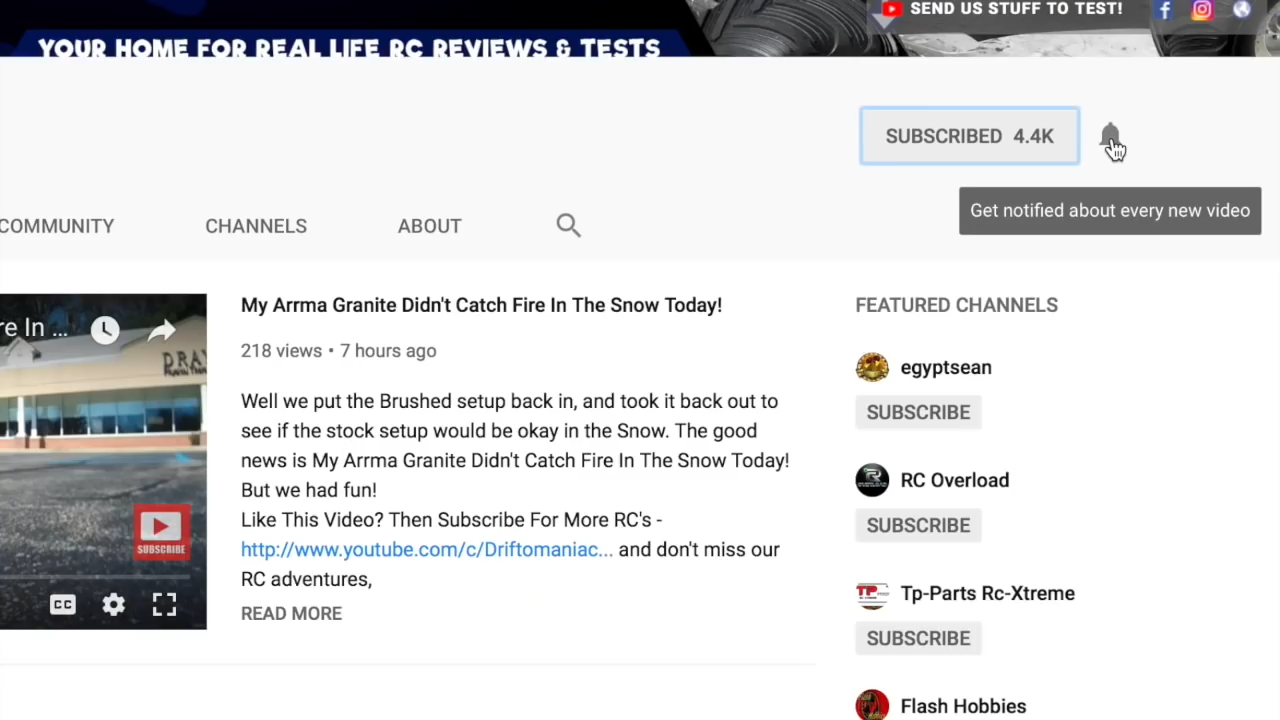 SEND US STUFF TO TEST!
YOUR HOME FOR REAL LIFE RC REVIEWS & TESTS
SUBSCRIBED 4.4K
Get notified about every new video
COMMUNITY CHANNELS ABOUT
re In ...
DRAY
SUBSCRIBE
CC
My Arrma Granite Didn't Catch Fire In The Snow Today!
218 views • 7 hours ago
Well we put the Brushed setup back in, and took it back out to
see if the stock setup would be okay in the Snow. The good
news is My Arrma Granite Didn't Catch Fire In The Snow Today!
But we had fun!
Like This Video? Then Subscribe For More RC's -
http://www.youtube.com/c/Driftomaniac... and don't miss our
RC adventures,
READ MORE
FEATURED CHANNELS
egyptsean
SUBSCRIBE
RC Overload
SUBSCRIBE
TP
Tp-Parts Rc-Xtreme
SUBSCRIBE
Flash Hobbies